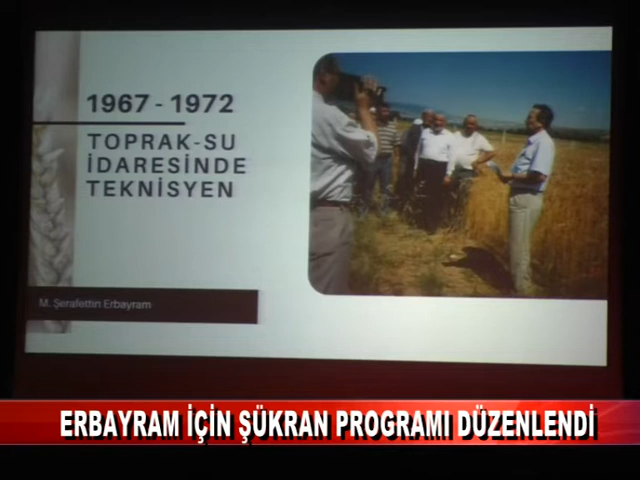 1967 - 1972
TOPRAK-SU
İDARESİNDE
TEKNİSYEN
M. Şerafettin Erbayram
ERBAYRAM İÇİN ŞÜKRAN PROGRAMI DÜZENLENDİ